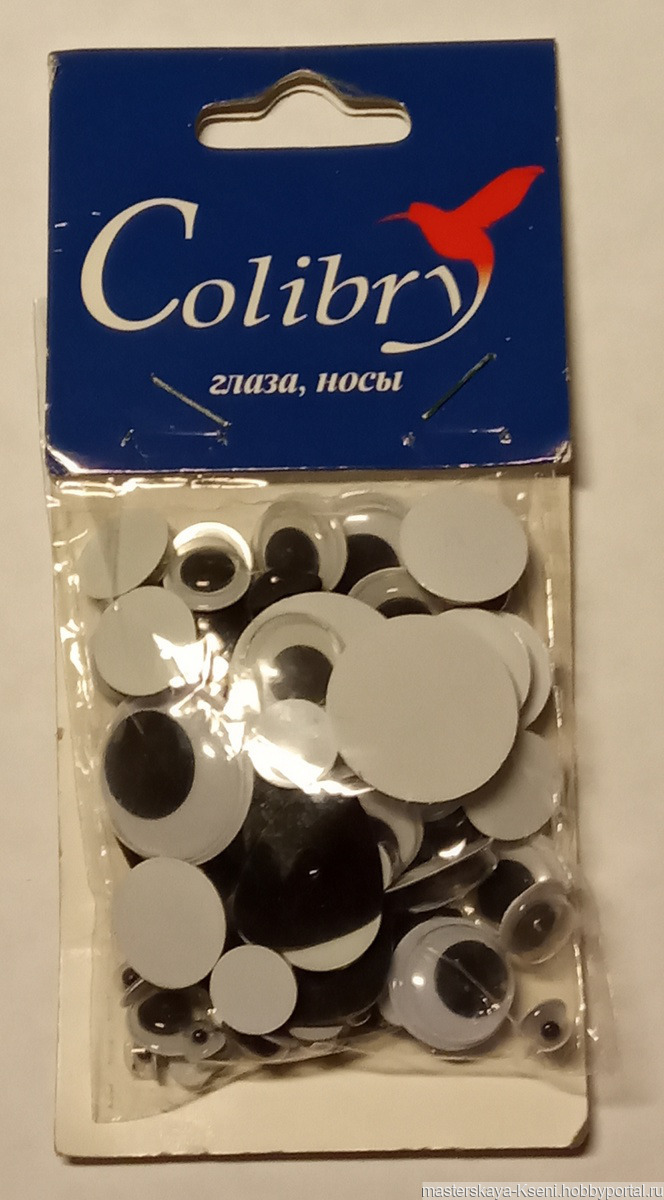 Colibry
глаза, носы
masterskaya-Kseni.hobbyportal.ru